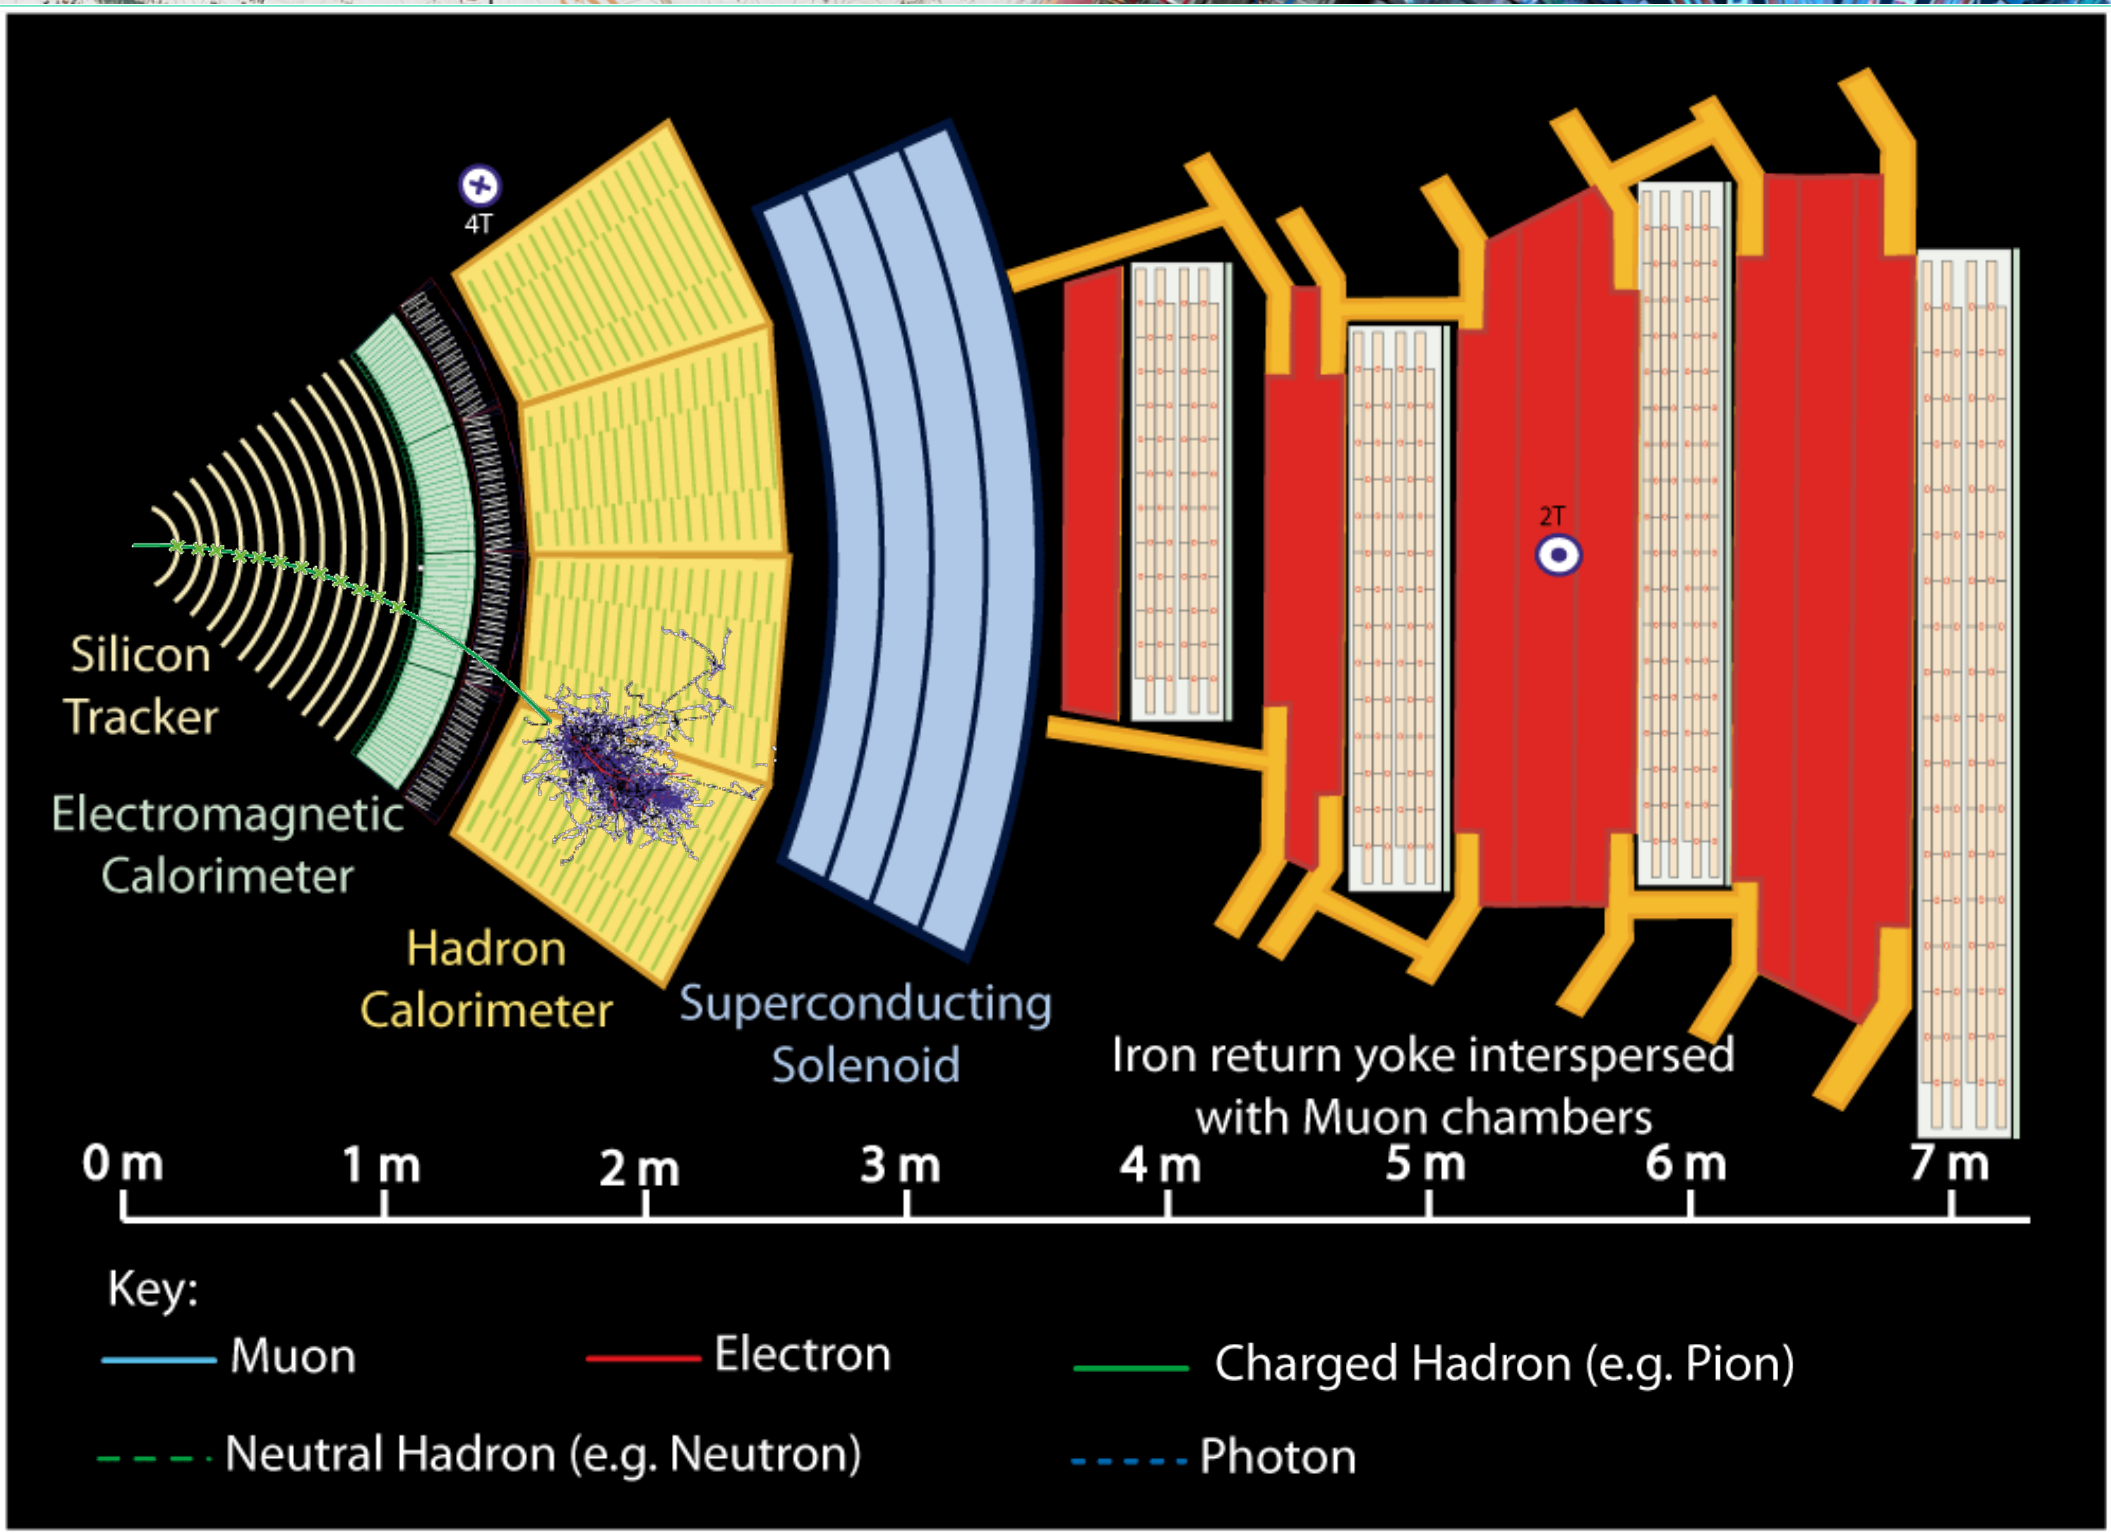 4T
2T
Silicon
Tracker
Electromagnetic
Calorimeter
Hadron
Calorimeter
Superconducting
Solenoid
Iron return yoke interspersed
with Muon chambers
0 m 1 m 2 m 3 m 4 m 5 m 6 m 7 m
Key:
Muon Electron Charged Hadron (e.g. Pion)
Neutral Hadron (e.g. Neutron) Photon